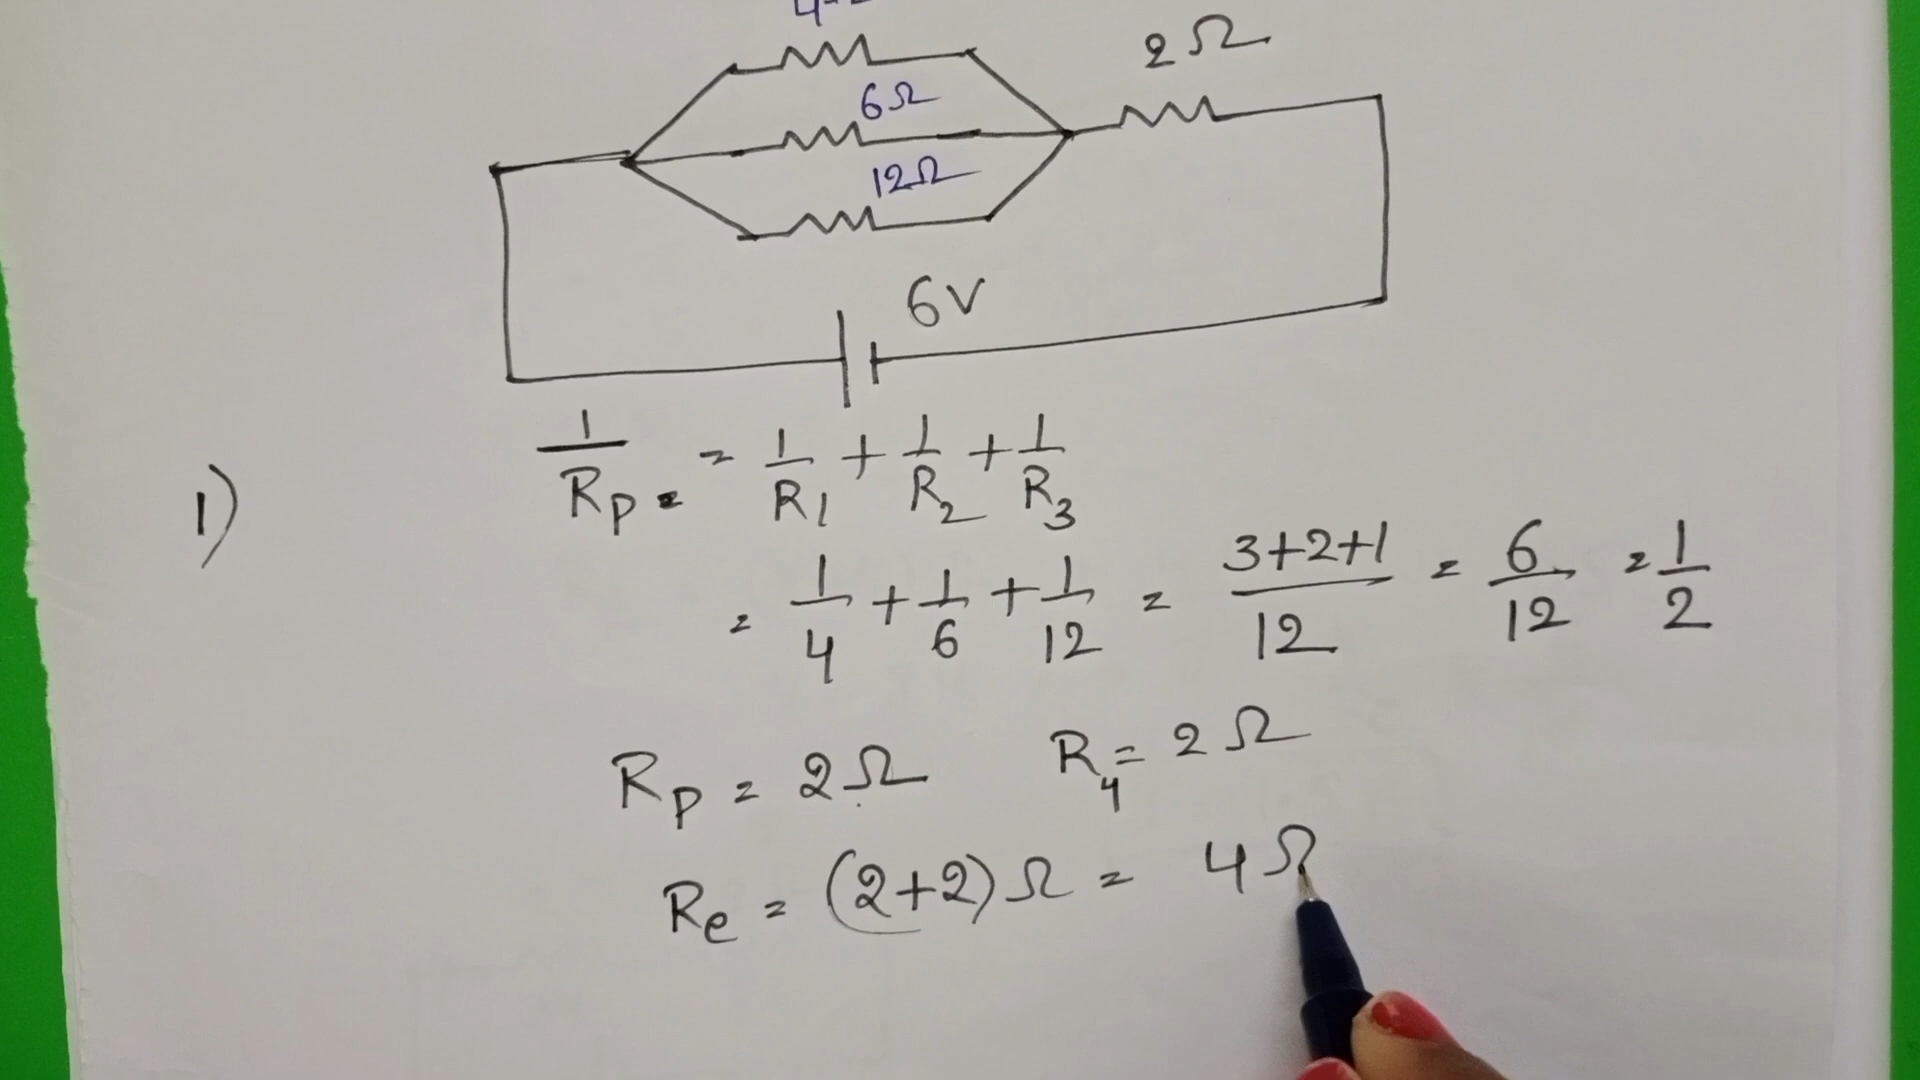 2Ω
6Ω
12Ω
6V
1) 1/Rp = = 1/R1 + 1/R2 + 1/R3
= 1/4 + 1/6 + 1/12 = 3+2+1/12 = 6/12 = 1/2
Rp = 2Ω R4 = 2Ω
Re = (2+2)Ω = 4Ω